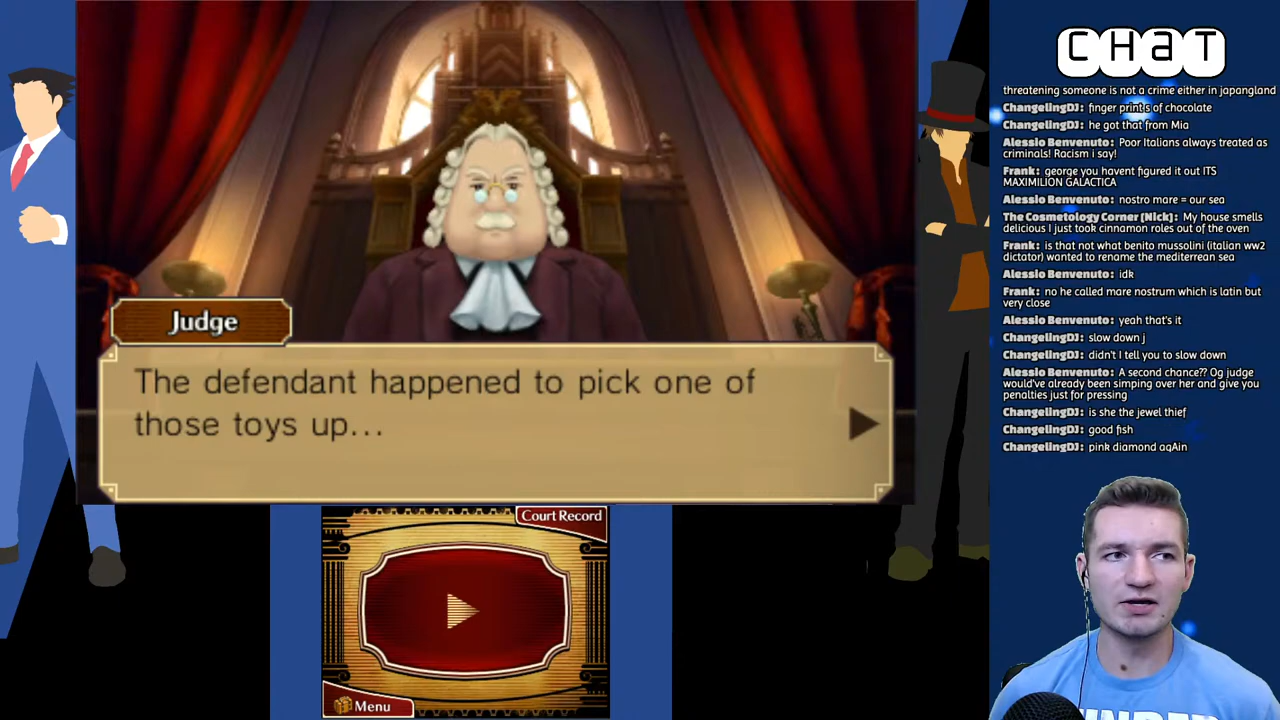 Judge
The defendant happened to pick one of
those toys up...
Court Record
Menu
CHaT
threatening someone is not a crime either in japangland
ChangelingDJ: finger print s of chocolate
ChangelingDJ: he got that from Mia
Alessio Benvenuto: Poor Italians always treated as
criminals! Racism i say!
Frank: george you havent figured it out ITS
MAXIMILION GALACTICA
Alessio Benvenuto: nostro mare = our sea
The Cosmetology Corner (Nick): My house smells
delicious I just took cinnamon roles out of the oven
Frank: is that not what benito mussolini (italian ww2
dictator) wanted to rename the mediterrean sea
Alessio Benvenuto: idk
Frank: no he called mare nostrum which is latin but
very close
Alessio Benvenuto: yeah that's it
ChangelingDJ: slow down j
ChangelingDJ: didn't I tell you to slow down
Alessio Benvenuto: A second chance?? Og judge
would've already been simping over her and give you
penalties just for pressing
ChangelingDJ: is she the jewel thief
ChangelingDJ: good fish
ChangelingDJ: pink diamond agAin